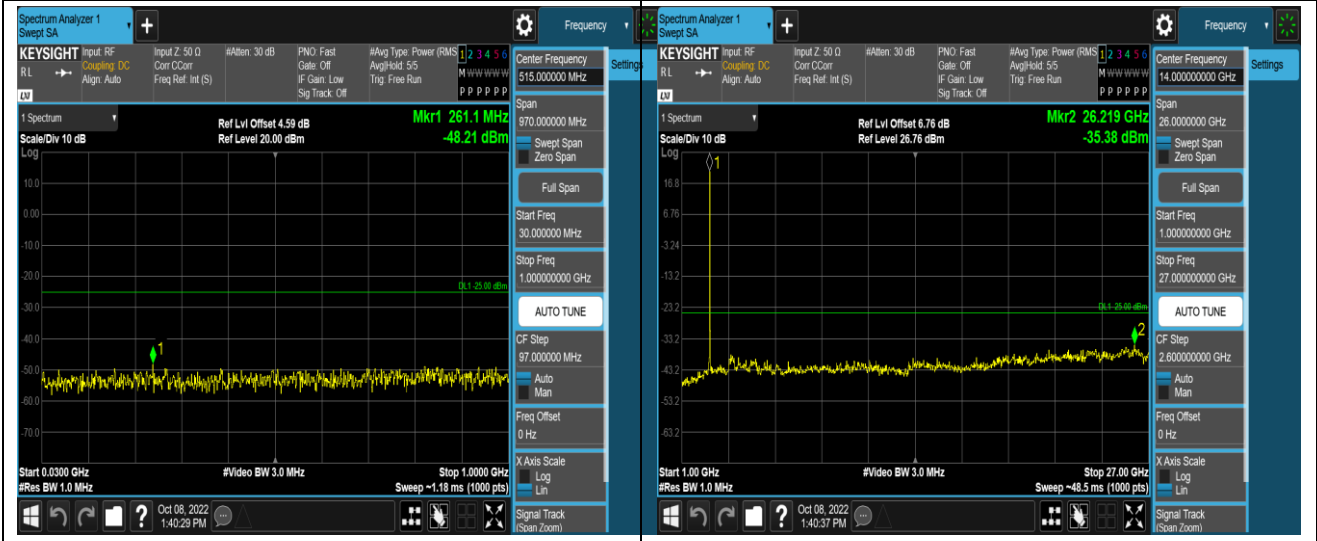 Spectrum Analyzer 1
Swept SA
+
Frequency
KEYSIGHT
RL
LXI
Input: RF
Coupling: DC
Align: Auto
Input Z: 50 Ω
Corr CCorr
Freq Ref: Int (S)
#Atten: 30 dB
PNO: Fast
Gate: Off
IF Gain: Low
Sig Track: Off
#Avg Type: Power (RMS
Avg|Hold: 5/5
Trig: Free Run
1 2 3 4 5 6
M W W W W W
P P P P P P
Center Frequency
515.000000 MHz
Settings
Span
970.000000 MHz
Swept Span
Zero Span
Full Span
Start Freq
30.000000 MHz
Stop Freq
1.000000000 GHz
AUTO TUNE
CF Step
97.000000 MHz
Auto
Man
Freq Offset
0 Hz
X Axis Scale
Log
Lin
Signal Track
(Span Zoom)
1 Spectrum
Scale/Div 10 dB
Log
Ref Lvl Offset 4.59 dB
Ref Level 20.00 dBm
Mkr1 261.1 MHz
-48.21 dBm
10.0
0.00
-10.0
-20.0
DL1 -25.00 dBm
-30.0
-40.0
1
-50.0
-60.0
-70.0
Start 0.0300 GHz
#Res BW 1.0 MHz
#Video BW 3.0 MHz
Stop 1.0000 GHz
Sweep ~1.18 ms (1000 pts)
?
Oct 08, 2022
1:40:29 PM
Spectrum Analyzer 1
Swept SA
+
Frequency
KEYSIGHT
RL
LXI
Input: RF
Coupling: DC
Align: Auto
Input Z: 50 Ω
Corr CCorr
Freq Ref: Int (S)
#Atten: 30 dB
PNO: Fast
Gate: Off
IF Gain: Low
Sig Track: Off
#Avg Type: Power (RMS
Avg|Hold: 5/5
Trig: Free Run
1 2 3 4 5 6
M W W W W W
P P P P P P
Center Frequency
14.000000000 GHz
Settings
Span
26.0000000 GHz
Swept Span
Zero Span
Full Span
Start Freq
1.000000000 GHz
Stop Freq
27.000000000 GHz
AUTO TUNE
CF Step
2.600000000 GHz
Auto
Man
Freq Offset
0 Hz
X Axis Scale
Log
Lin
Signal Track
(Span Zoom)
1 Spectrum
Scale/Div 10 dB
Log
Ref Lvl Offset 6.76 dB
Ref Level 26.76 dBm
Mkr2 26.219 GHz
-35.38 dBm
1
16.8
6.76
-3.24
-13.2
DL1 -25.00 dBm
-23.2
2
-33.2
-43.2
-53.2
-63.2
Start 1.00 GHz
#Res BW 1.0 MHz
#Video BW 3.0 MHz
Stop 27.00 GHz
Sweep ~48.5 ms (1000 pts)
?
Oct 08, 2022
1:40:37 PM